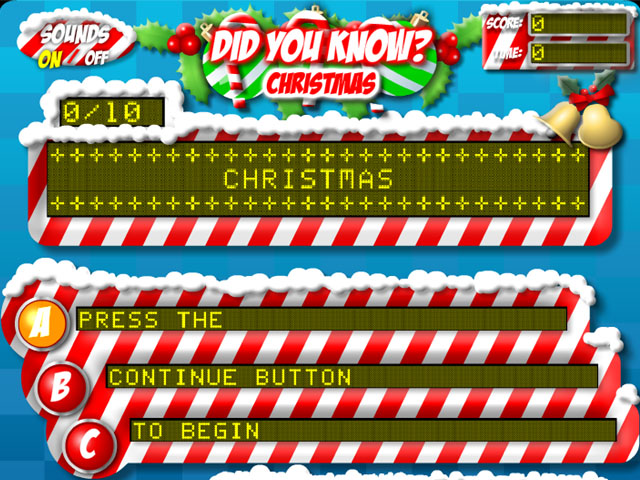 SOUNDS
ON OFF
DID YOU KNOW?
CHRISTMAS
SCORE: 0
TIME: 0
0/10
CHRISTMAS
A PRESS THE
B CONTINUE BUTTON
C TO BEGIN